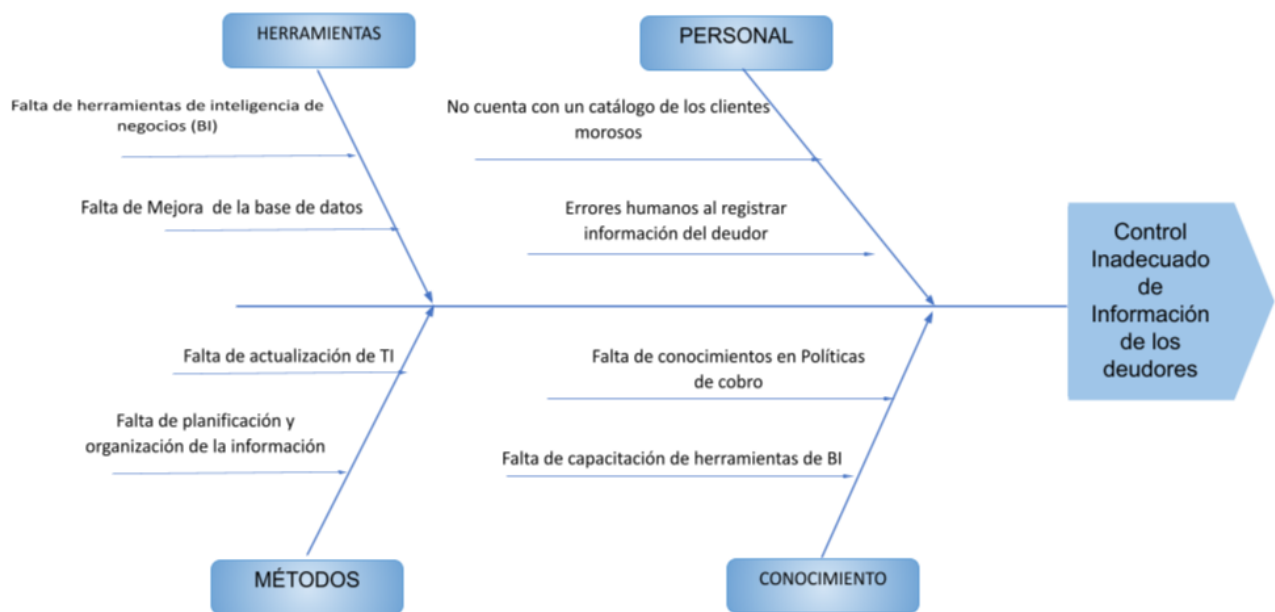 HERRAMIENTAS
PERSONAL
Falta de herramientas de inteligencia de
negocios (BI)
No cuenta con un catálogo de los clientes
morosos
Falta de Mejora de la base de datos
Errores humanos al registrar
información del deudor
Control
Inadecuado
de
Información
de los
deudores
Falta de actualización de TI
Falta de conocimientos en Políticas
de cobro
Falta de planificación y
organización de la información
Falta de capacitación de herramientas de BI
MÉTODOS
CONOCIMIENTO